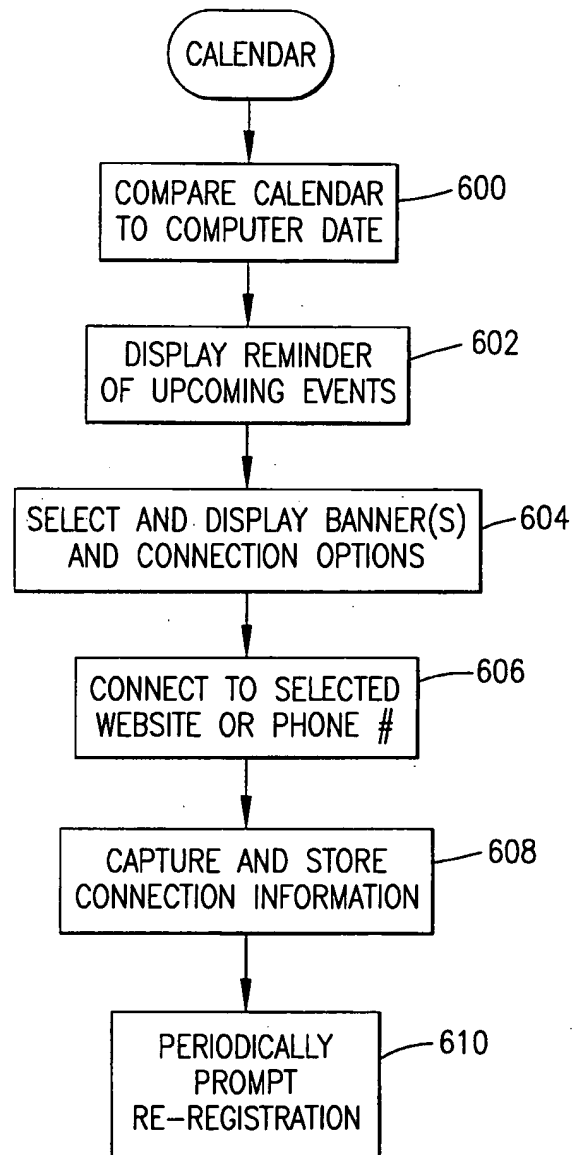 CALENDAR
COMPARE CALENDAR
TO COMPUTER DATE
600
DISPLAY REMINDER
OF UPCOMING EVENTS
602
SELECT AND DISPLAY BANNER(S)
AND CONNECTION OPTIONS
604
CONNECT TO SELECTED
WEBSITE OR PHONE #
606
CAPTURE AND STORE
CONNECTION INFORMATION
608
PERIODICALLY
PROMPT
RE-REGISTRATION
610